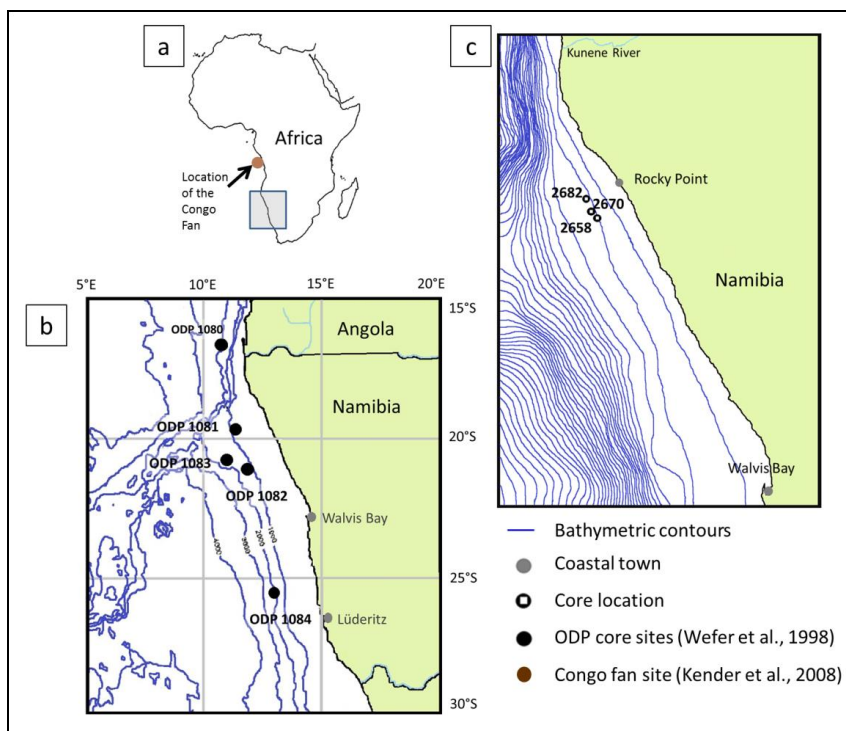 a
Africa
Location
of the
Congo
Fan
5°E
10°E
15°E
20°E
b
15°S
ODP 1080
Angola
Namibia
ODP 1081
20°S
ODP 1083
ODP 1082
Walvis Bay
4000
3000
2000
1000
25°S
ODP 1084
Lüderitz
30°S
c
Kunene River
Rocky Point
2682
2670
2658
Namibia
Walvis Bay
Bathymetric contours
Coastal town
Core location
ODP core sites (Wefer et al., 1998)
Congo fan site (Kender et al., 2008)